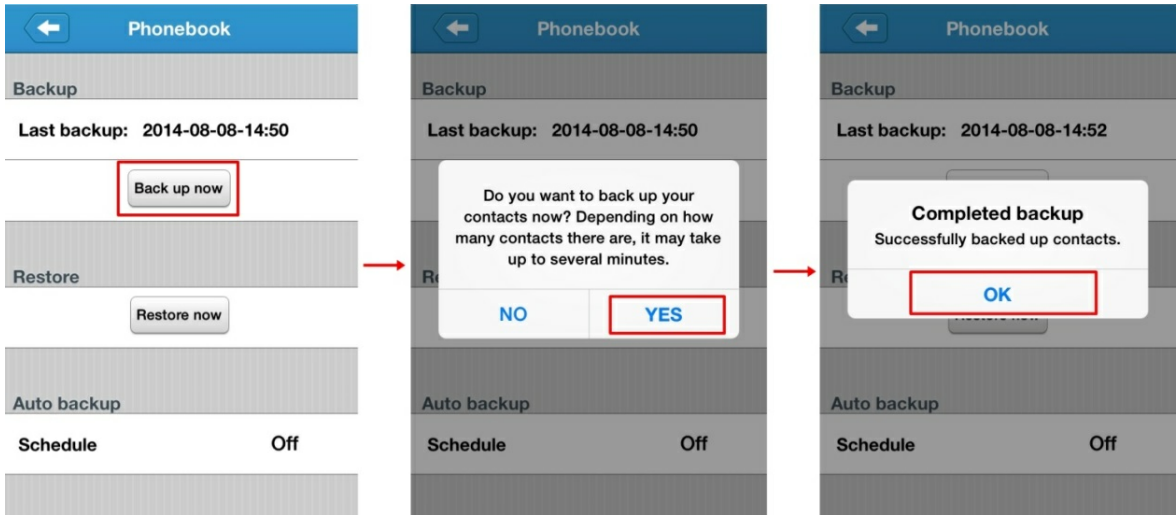 Phonebook
Backup
Last backup: 2014-08-08-14:50
Back up now
Restore
Restore now
Auto backup
Schedule Off
Phonebook
Backup
Last backup: 2014-08-08-14:50
Do you want to back up your
contacts now? Depending on how
many contacts there are, it may take
up to several minutes.
Re
NO YES
Auto backup
Schedule Off
Phonebook
Backup
Last backup: 2014-08-08-14:52
Completed backup
Successfully backed up contacts.
Re
OK
Restore now
Auto backup
Schedule Off